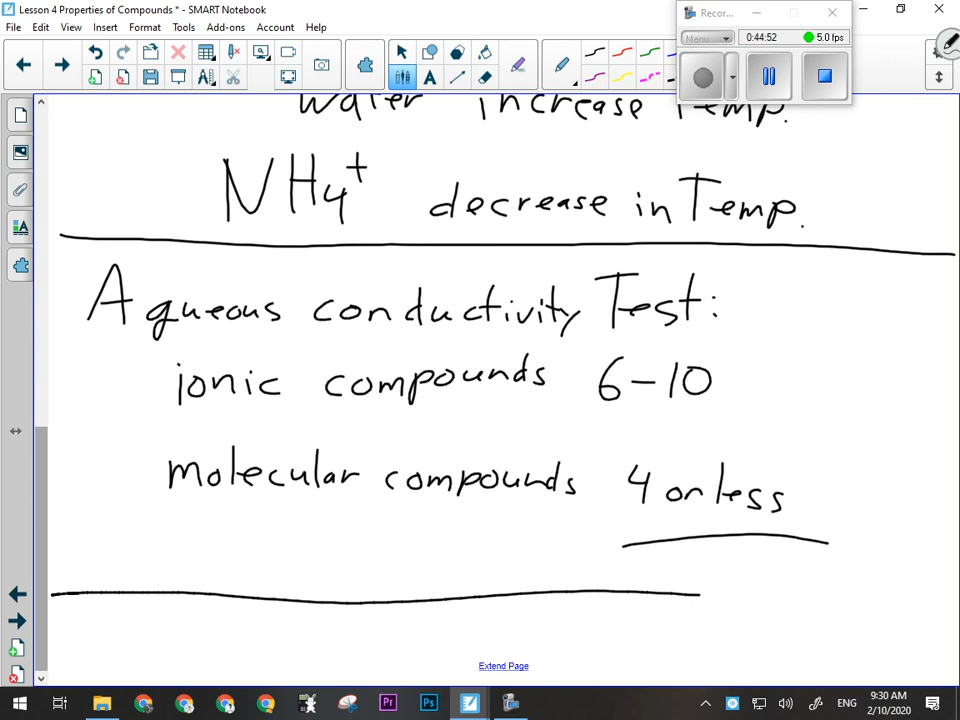 Lesson 4 Properties of Compounds * - SMART Notebook
Recor...
File Edit View Insert Format Tools Add-ons Account Help
Menu 0:44:52 5.0 fps
water increase Temp.
NH4+ decrease in Temp.
Aqueous conductivity Test:
ionic compounds 6-10
molecular compounds 4 or less
Extend Page
ENG
9:30 AM
2/10/2020